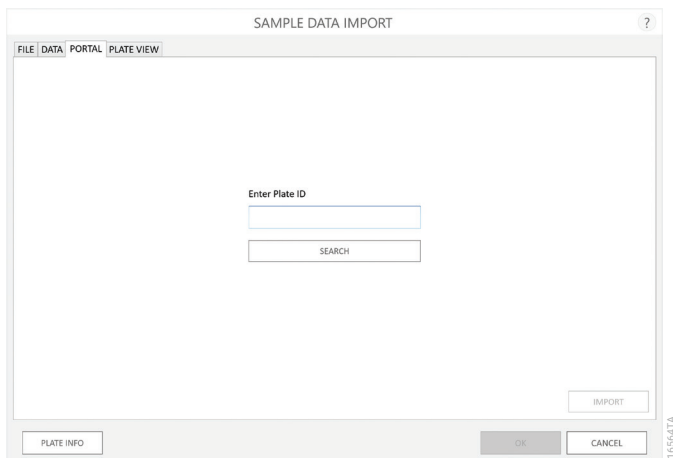 SAMPLE DATA IMPORT
?
FILE DATA PORTAL PLATE VIEW
Enter Plate ID
SEARCH
IMPORT
PLATE INFO
OK
CANCEL
16564TA